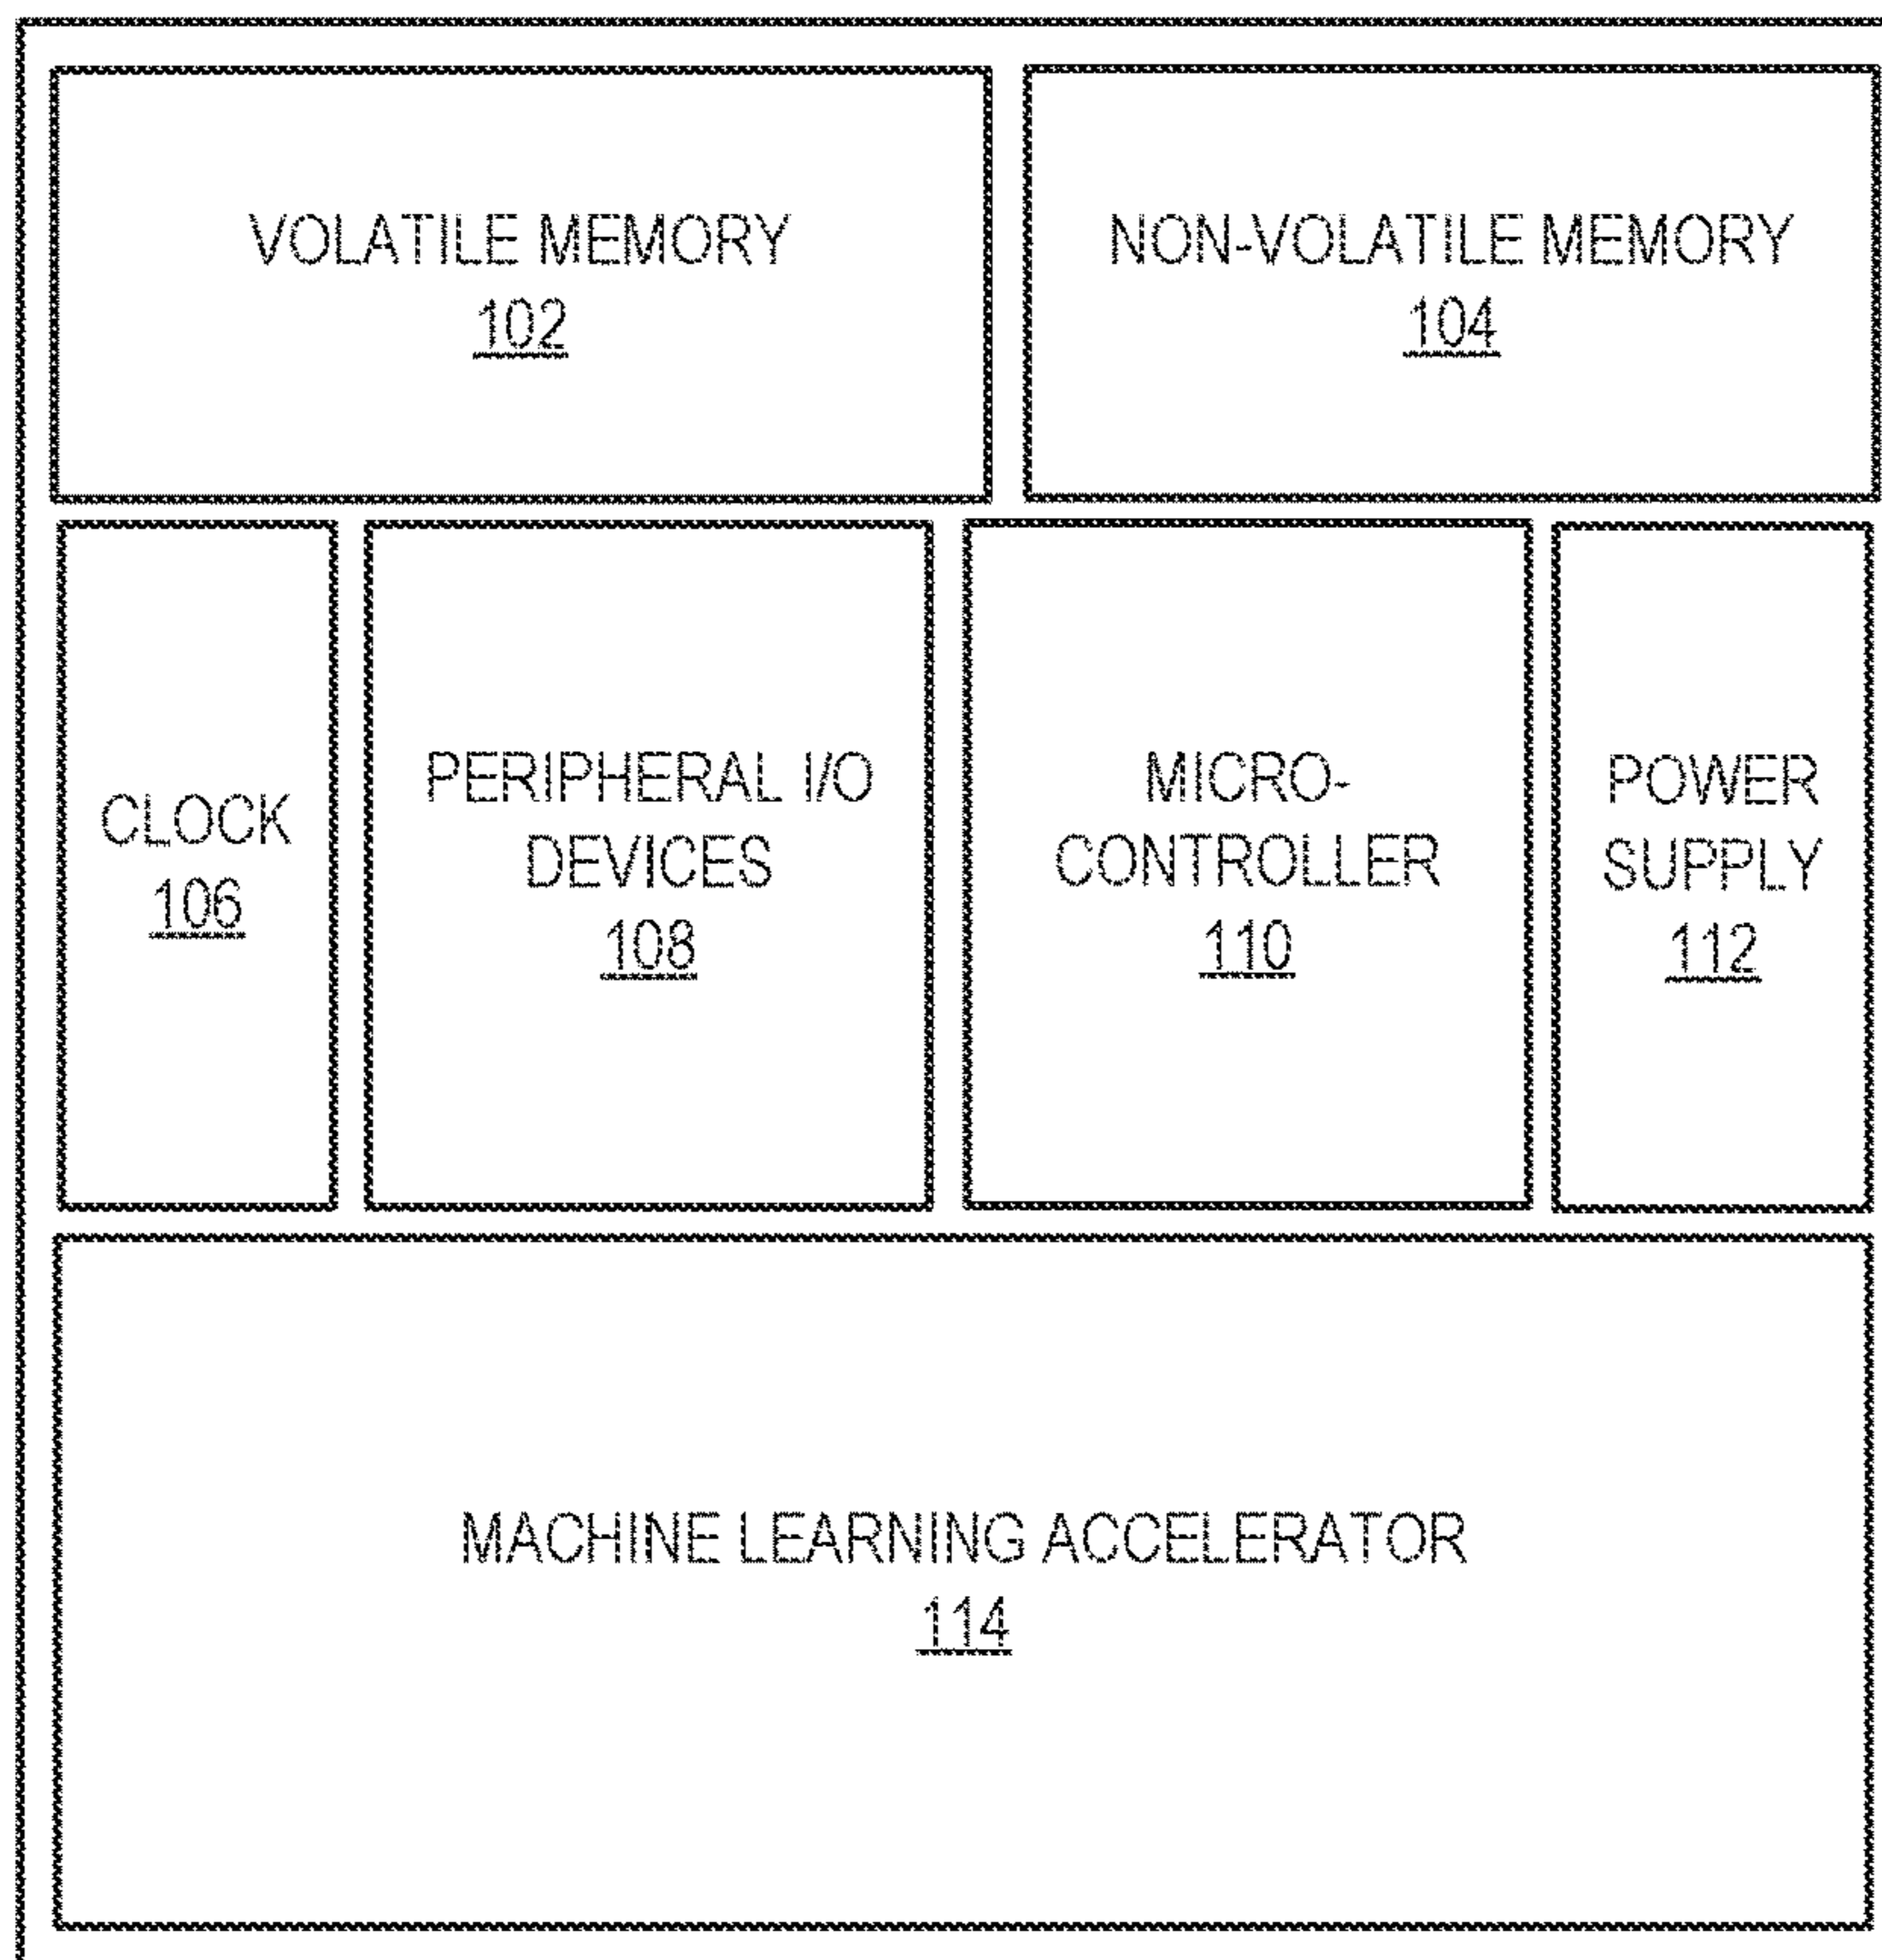 VOLATILE MEMORY
102
NON-VOLATILE MEMORY
104
CLOCK
106
PERIPHERAL I/O
DEVICES
108
MICRO-
CONTROLLER
110
POWER
SUPPLY
112
MACHINE LEARNING ACCELERATOR
114